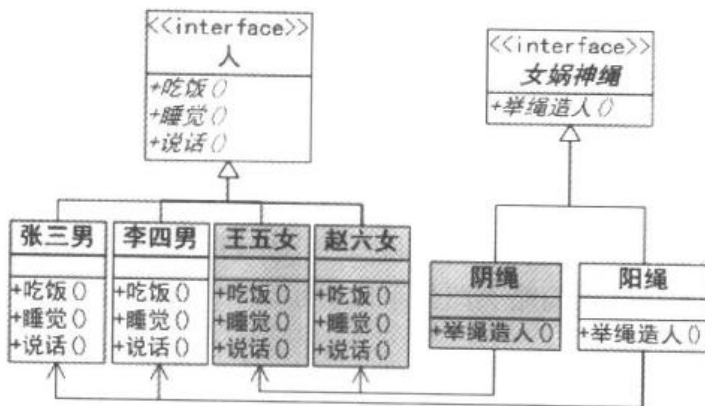 <<interface>>
人
+吃饭()
+睡觉()
+说话()
<<interface>>
女娲神绳
+举绳造人()
张三男
+吃饭()
+睡觉()
+说话()
李四男
+吃饭()
+睡觉()
+说话()
王五女
+吃饭()
+睡觉()
+说话()
赵六女
+吃饭()
+睡觉()
+说话()
阴绳
+举绳造人()
阳绳
+举绳造人()